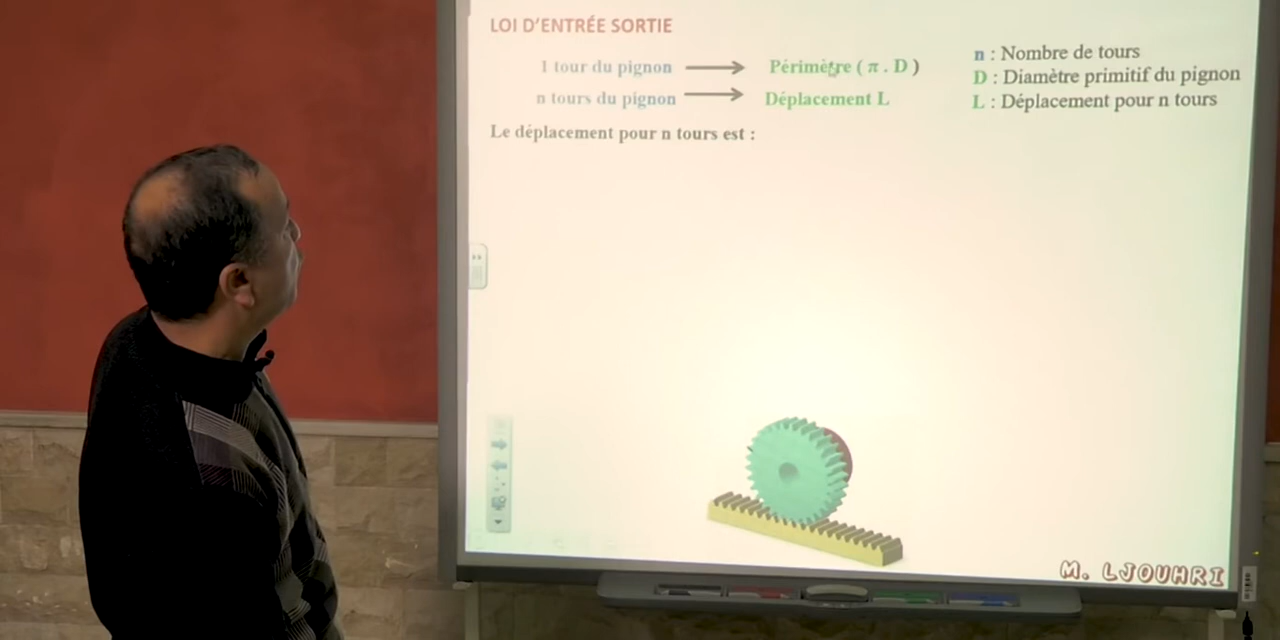 LOI D'ENTRÉE SORTIE
1 tour du pignon Périmètre ( π . D )
n tours du pignon Déplacement L
n : Nombre de tours
D : Diamètre primitif du pignon
L : Déplacement pour n tours
Le déplacement pour n tours est :
M. LJOUHRI